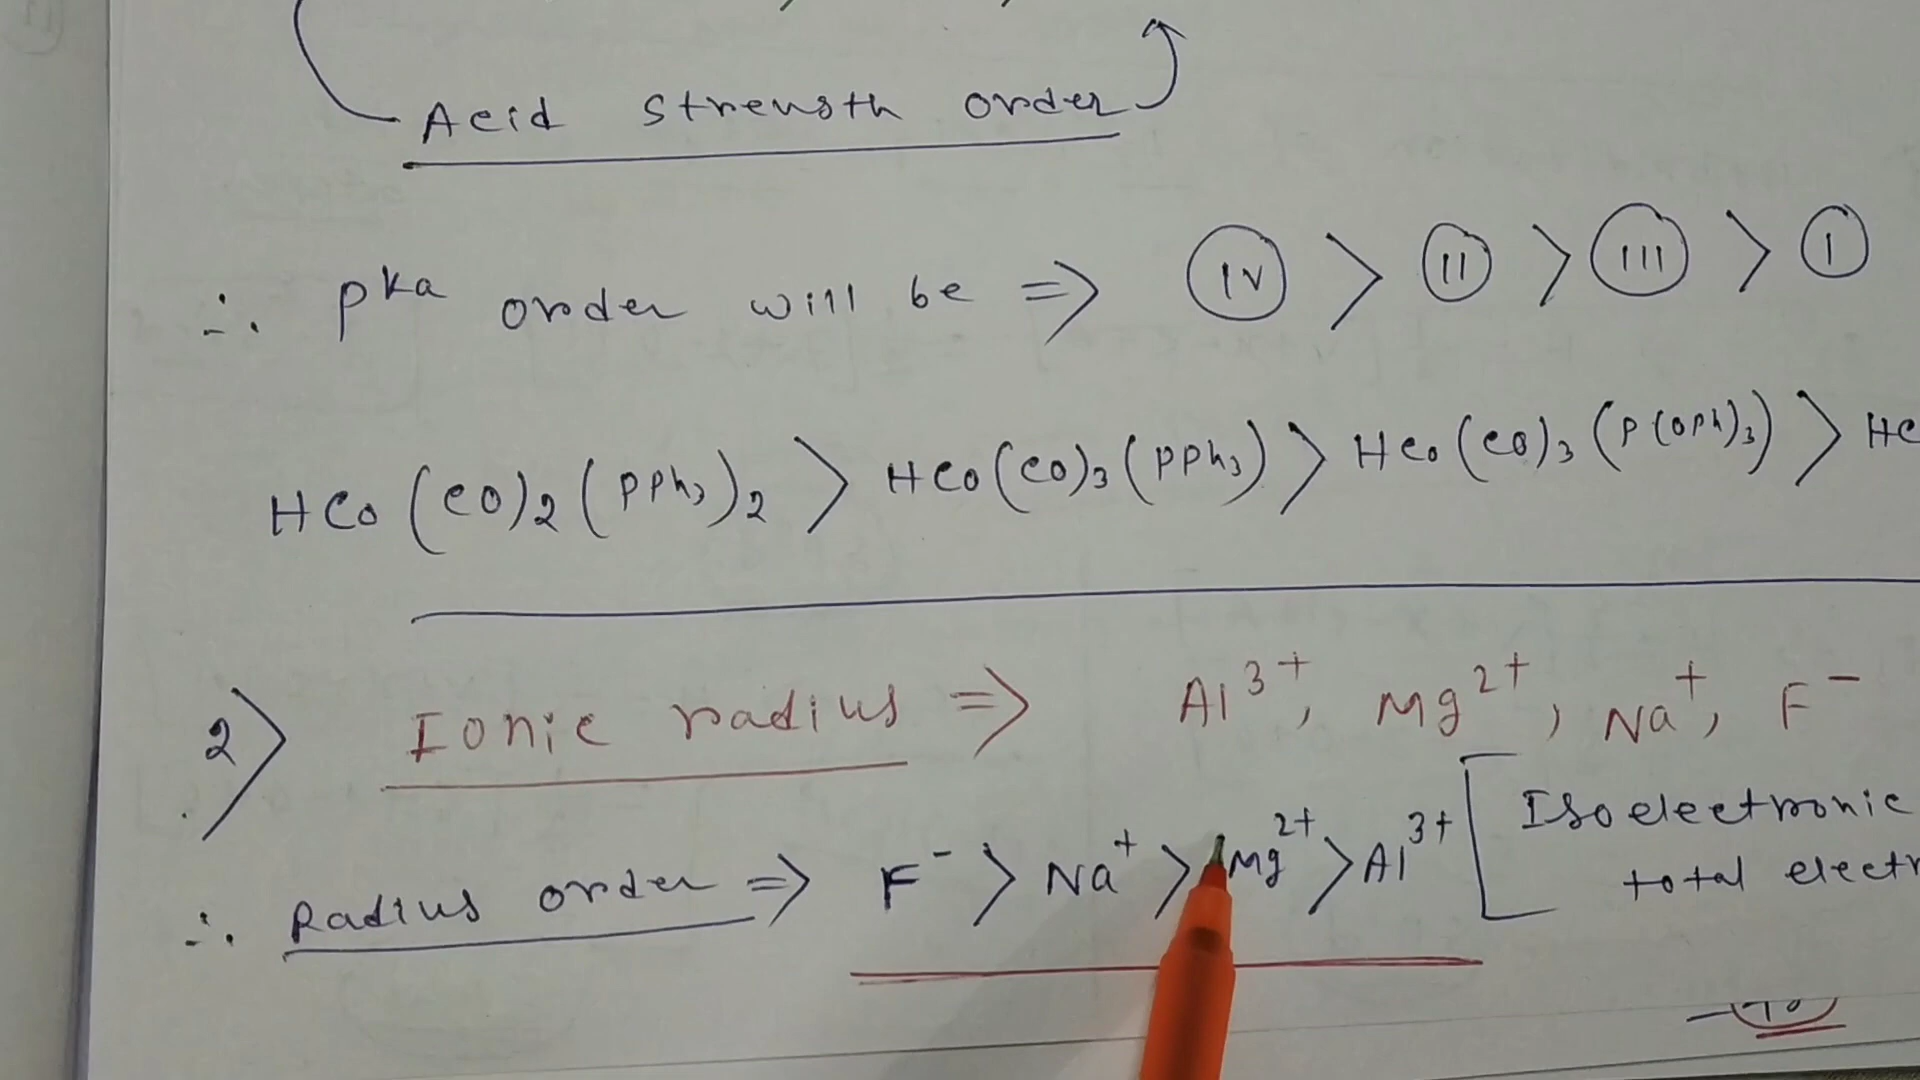 Acid strength order
∴ pka order will be ⇒ IV > II > III > I
HCo(CO)2(PPh3)2 > HCo(CO)3(PPh3) > HCo(CO)3(P(OPh)3) > HC
2> Ionic radius ⇒ Al3+, Mg2+, Na+, F-
Isoelectronic
∴ Radius order ⇒ F- > Na+ > Mg2+ > Al3+
total electr